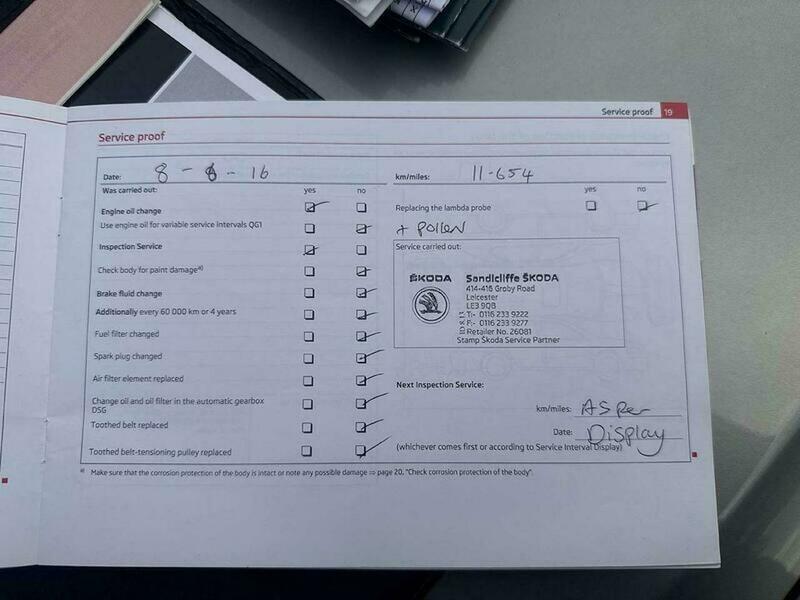 Service proof 19
Service proof
Date: 8 - 6 - 16
km/miles: 11-654
Was carried out: yes no
yes no
Engine oil change
Replacing the lambda probe
Use engine oil for variable service intervals QG1
+ pollen
Inspection Service
Service carried out:
Check body for paint damage a)
Brake fluid change
Additionally every 60 000 km or 4 years
Fuel filter changed
Spark plug changed
Air filter element replaced
Change oil and oil filter in the automatic gearbox
DSG
Toothed belt replaced
Toothed belt-tensioning pulley replaced
ŠKODA Sandicliffe ŠKODA
414-416 Groby Road
Leicester
LE3 9QB
T:- 0116 233 9222
F:- 0116 233 9277
Retailer No. 26081
Stamp Škoda Service Partner
Next Inspection Service:
km/miles: AS Per
Date: Display
(whichever comes first or according to Service Interval Display)
a) Make sure that the corrosion protection of the body is intact or note any possible damage ⇒ page 20, "Check corrosion protection of the body".